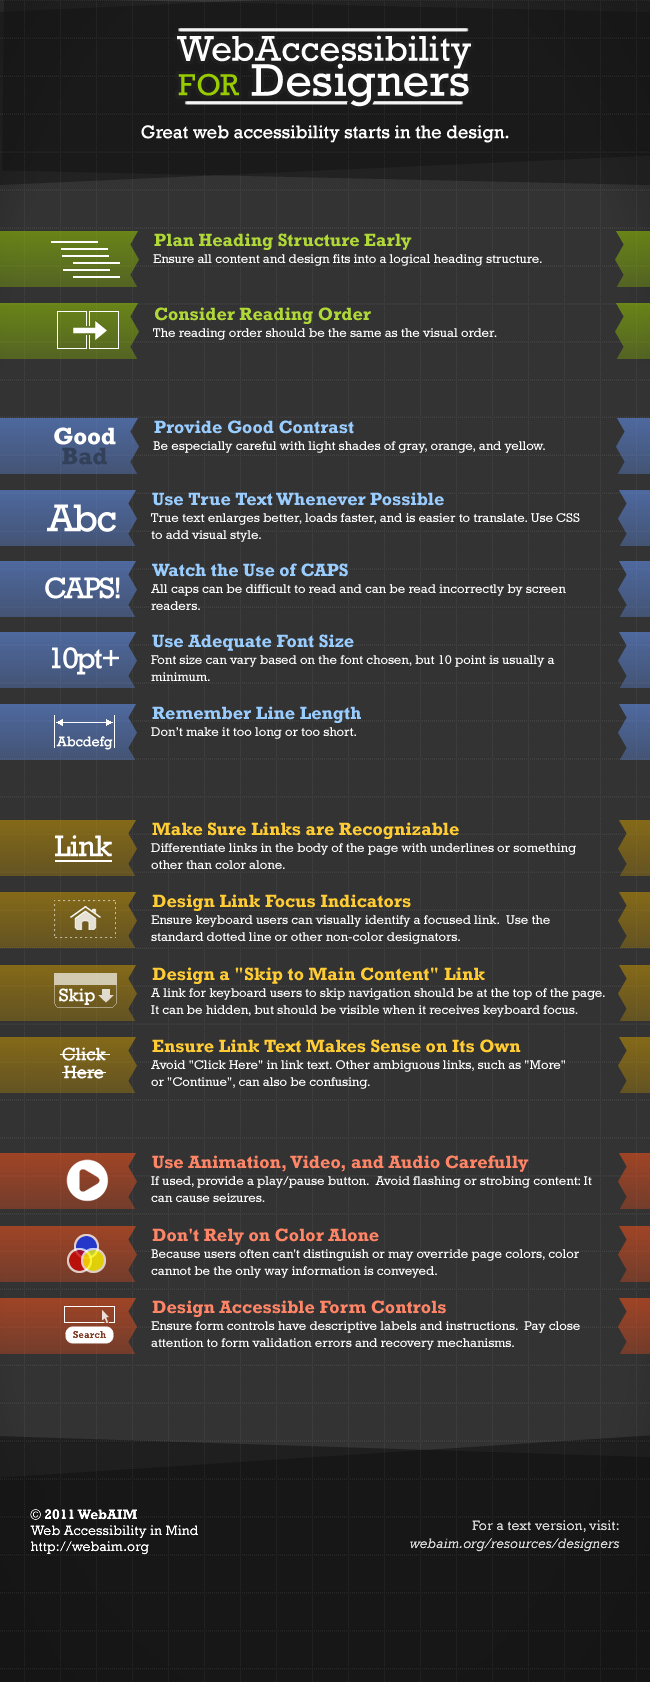 WebAccessibility
FOR Designers
Great web accessibility starts in the design.
Plan Heading Structure Early
Ensure all content and design fits into a logical heading structure.
Consider Reading Order
The reading order should be the same as the visual order.
Good
Bad
Provide Good Contrast
Be especially careful with light shades of gray, orange, and yellow.
Abc
Use True Text Whenever Possible
True text enlarges better, loads faster, and is easier to translate. Use CSS
to add visual style.
CAPS!
Watch the Use of CAPS
All caps can be difficult to read and can be read incorrectly by screen
readers.
10pt+
Use Adequate Font Size
Font size can vary based on the font chosen, but 10 point is usually a
minimum.
Abcdefg
Remember Line Length
Don't make it too long or too short.
Link
Make Sure Links are Recognizable
Differentiate links in the body of the page with underlines or something
other than color alone.
Design Link Focus Indicators
Ensure keyboard users can visually identify a focused link. Use the
standard dotted line or other non-color designators.
Skip
Design a "Skip to Main Content" Link
A link for keyboard users to skip navigation should be at the top of the page.
It can be hidden, but should be visible when it receives keyboard focus.
Click
Here
Ensure Link Text Makes Sense on Its Own
Avoid "Click Here" in link text. Other ambiguous links, such as "More"
or "Continue", can also be confusing.
Use Animation, Video, and Audio Carefully
If used, provide a play/pause button. Avoid flashing or strobing content: It
can cause seizures.
Don't Rely on Color Alone
Because users often can't distinguish or may override page colors, color
cannot be the only way information is conveyed.
Search
Design Accessible Form Controls
Ensure form controls have descriptive labels and instructions. Pay close
attention to form validation errors and recovery mechanisms.
© 2011 WebAIM
Web Accessibility in Mind
http://webaim.org
For a text version, visit:
webaim.org/resources/designers